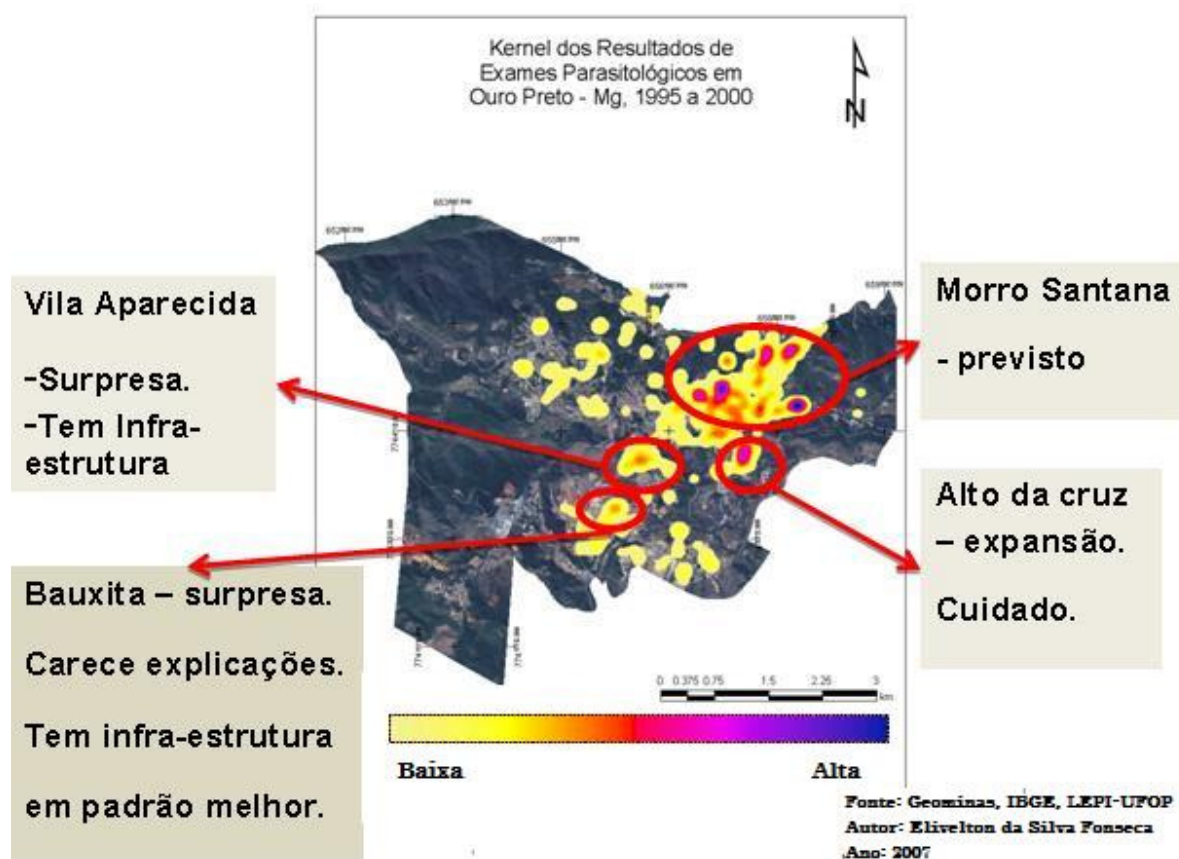 Kernel dos Resultados de
Exames Parasitológicos em
Ouro Preto - Mg, 1995 a 2000
N
Vila Aparecida
-Surpresa.
-Tem Infra-
estrutura
Morro Santana
- previsto
Alto da cruz
– expansão.
Cuidado.
Bauxita – surpresa.
Carece explicações.
Tem infra-estrutura
em padrão melhor.
0 0.375 0.75 1.5 2.25 3
km
Baixa Alta
Fonte: Geominas, IBGE, LEPI-UFOP
Autor: Elivelton da Silva Fonseca
Ano: 2007